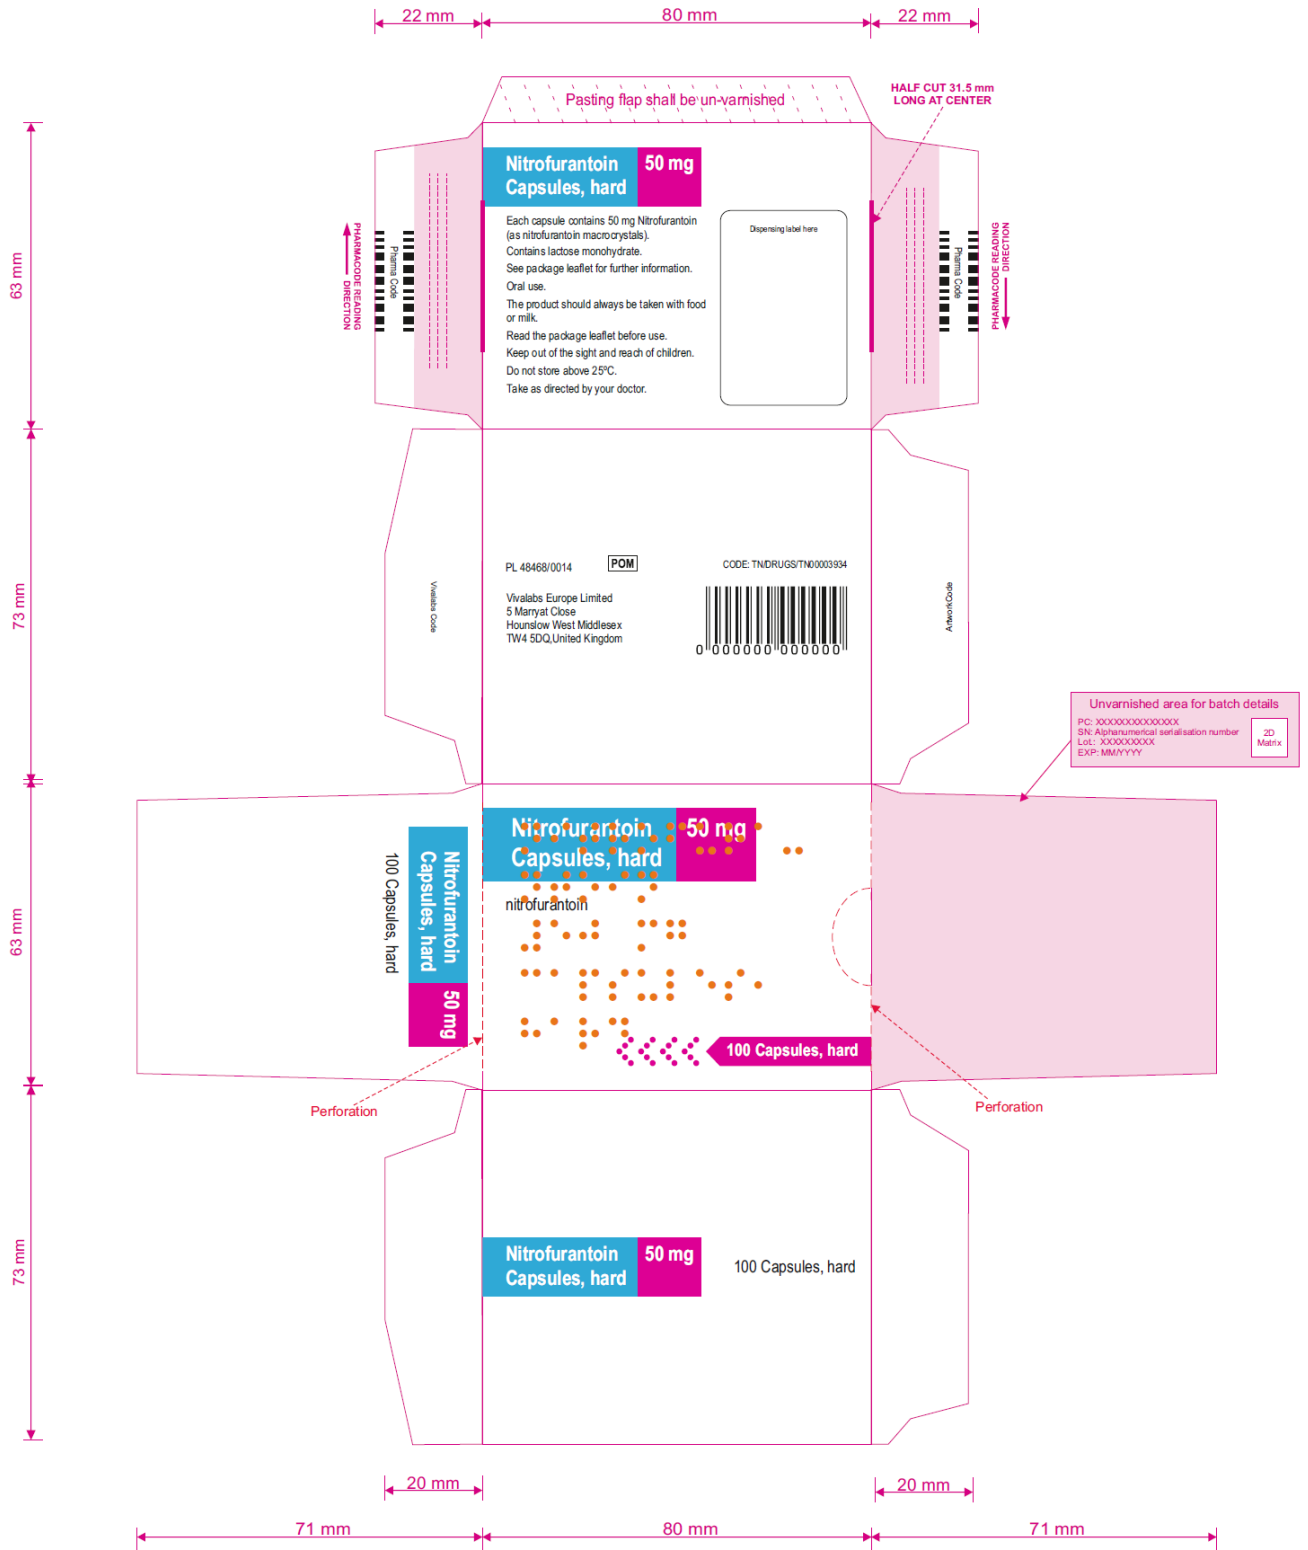 22 mm
80 mm
22 mm
Pasting flap shall be un-varnished
HALF CUT 31.5 mm
LONG AT CENTER
63 mm
PHARMACODE READING
DIRECTION
Pharma Code
Nitrofurantoin
Capsules, hard
50 mg
Each capsule contains 50 mg Nitrofurantoin
(as nitrofurantoin macrocrystals).
Contains lactose monohydrate.
See package leaflet for further information.
Oral use.
The product should always be taken with food
or milk.
Read the package leaflet before use.
Keep out of the sight and reach of children.
Do not store above 25ºC.
Take as directed by your doctor.
Dispensing label here
Pharma Code
PHARMACODE READING
DIRECTION
73 mm
Vivalabs Code
PL 48468/0014
POM
CODE: TN/DRUGS/TN00003934
Vivalabs Europe Limited
5 Marryat Close
Hounslow West Middlesex
TW4 5DQ,United Kingdom
0 000000 000000
ArtworkCode
Unvarnished area for batch details
PC: XXXXXXXXXXXXXX
SN: Alphanumerical serialisation number
Lot.: XXXXXXXXX
EXP: MM/YYYY
2D
Matrix
63 mm
Nitrofurantoin
Capsules, hard
50 mg
100 Capsules, hard
Nitrofurantoin
Capsules, hard
50 mg
nitrofurantoin
100 Capsules, hard
Perforation
Perforation
73 mm
Nitrofurantoin
Capsules, hard
50 mg
100 Capsules, hard
20 mm
20 mm
71 mm
80 mm
71 mm